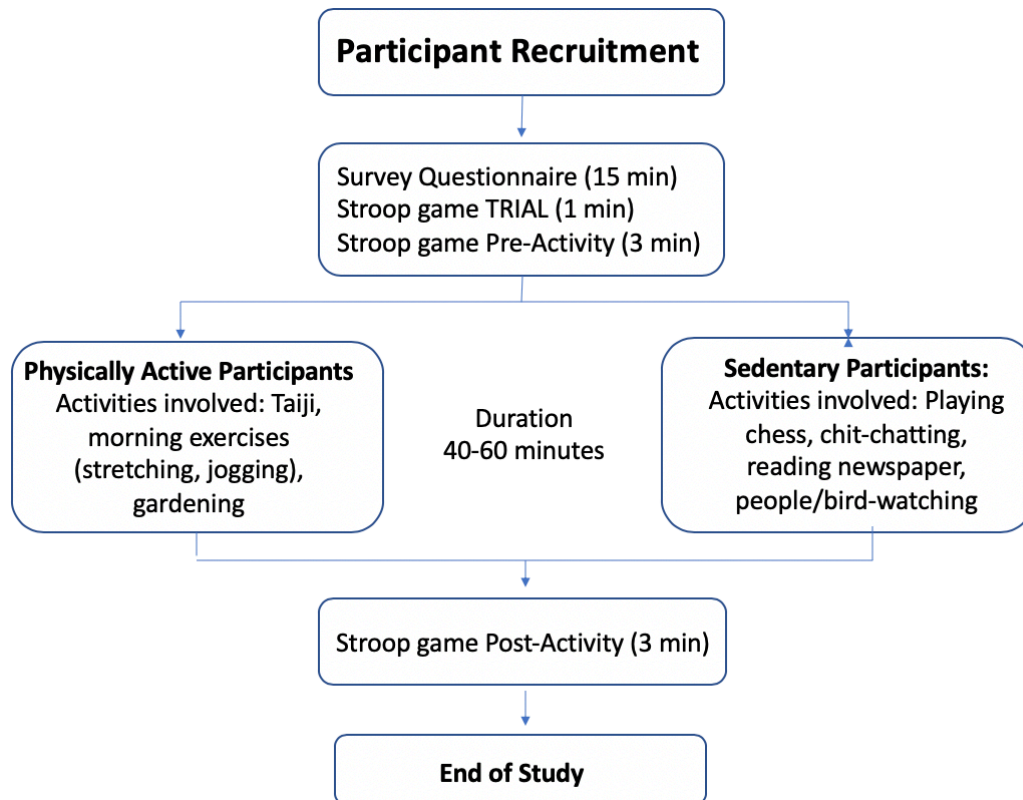 Participant Recruitment
Survey Questionnaire (15 min)
Stroop game TRIAL (1 min)
Stroop game Pre-Activity (3 min)
Physically Active Participants
Activities involved: Taiji,
morning exercises
(stretching, jogging),
gardening
Duration
40-60 minutes
Sedentary Participants:
Activities involved: Playing
chess, chit-chatting,
reading newspaper,
people/bird-watching
Stroop game Post-Activity (3 min)
End of Study